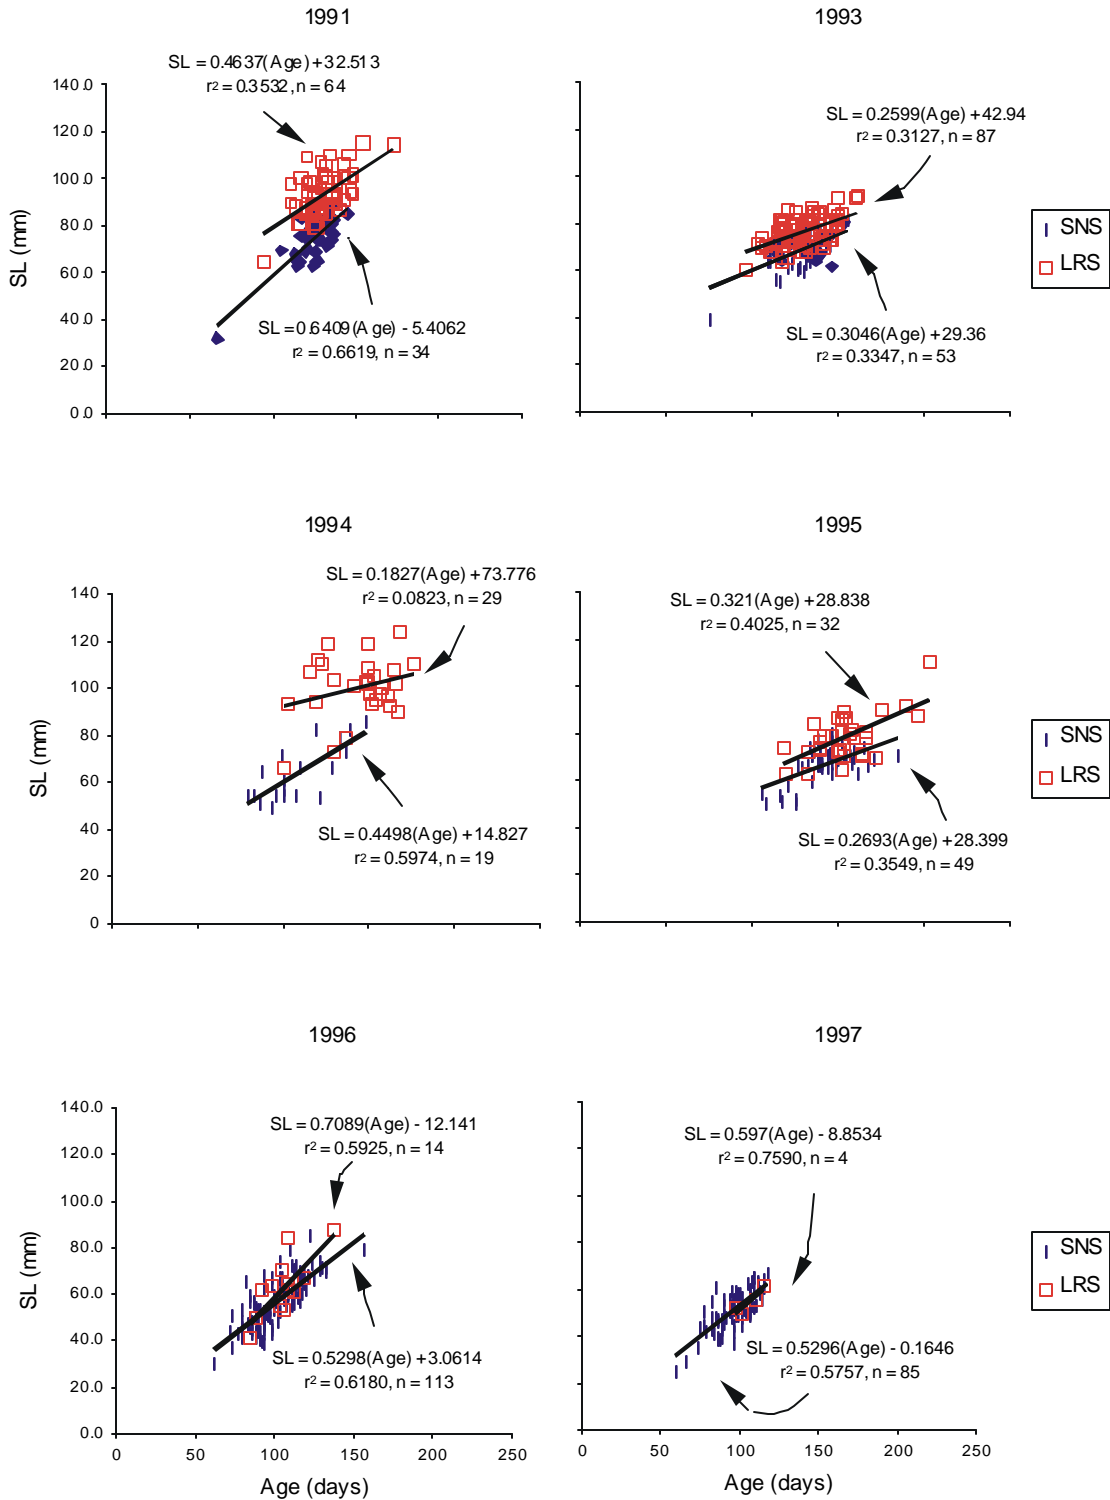 1991
1993
SL = 0.4637(Age) + 32.513
r² = 0.3532, n = 64
SL = 0.2599(Age) + 42.94
r² = 0.3127, n = 87
140.0
120.0
100.0
80.0
60.0
40.0
20.0
0.0
SL (mm)
SL = 0.6409(Age) - 5.4062
r² = 0.6619, n = 34
SL = 0.3046(Age) + 29.36
r² = 0.3347, n = 53
SNS
LRS
1994
1995
SL = 0.1827(Age) + 73.776
r² = 0.0823, n = 29
SL = 0.321(Age) + 28.838
r² = 0.4025, n = 32
140
120
100
80
60
40
20
0
SL (mm)
SL = 0.4498(Age) + 14.827
r² = 0.5974, n = 19
SL = 0.2693(Age) + 28.399
r² = 0.3549, n = 49
SNS
LRS
1996
1997
SL = 0.7089(Age) - 12.141
r² = 0.5925, n = 14
SL = 0.597(Age) - 8.8534
r² = 0.7590, n = 4
140.0
120.0
100.0
80.0
60.0
40.0
20.0
0.0
SL (mm)
SL = 0.5298(Age) + 3.0614
r² = 0.6180, n = 113
SL = 0.5296(Age) - 0.1646
r² = 0.5757, n = 85
SNS
LRS
0 50 100 150 200 250
0 50 100 150 200 250
Age (days)
Age (days)